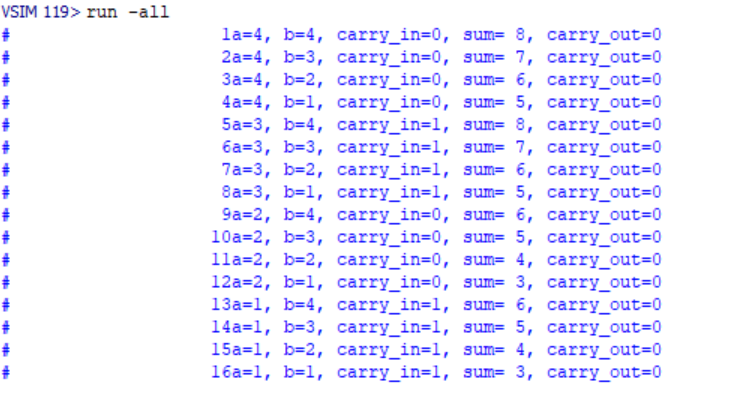 VSIM 119> run -all
# 1a=4, b=4, carry_in=0, sum= 8, carry_out=0
# 2a=4, b=3, carry_in=0, sum= 7, carry_out=0
# 3a=4, b=2, carry_in=0, sum= 6, carry_out=0
# 4a=4, b=1, carry_in=0, sum= 5, carry_out=0
# 5a=3, b=4, carry_in=1, sum= 8, carry_out=0
# 6a=3, b=3, carry_in=1, sum= 7, carry_out=0
# 7a=3, b=2, carry_in=1, sum= 6, carry_out=0
# 8a=3, b=1, carry_in=1, sum= 5, carry_out=0
# 9a=2, b=4, carry_in=0, sum= 6, carry_out=0
# 10a=2, b=3, carry_in=0, sum= 5, carry_out=0
# 11a=2, b=2, carry_in=0, sum= 4, carry_out=0
# 12a=2, b=1, carry_in=0, sum= 3, carry_out=0
# 13a=1, b=4, carry_in=1, sum= 6, carry_out=0
# 14a=1, b=3, carry_in=1, sum= 5, carry_out=0
# 15a=1, b=2, carry_in=1, sum= 4, carry_out=0
# 16a=1, b=1, carry_in=1, sum= 3, carry_out=0